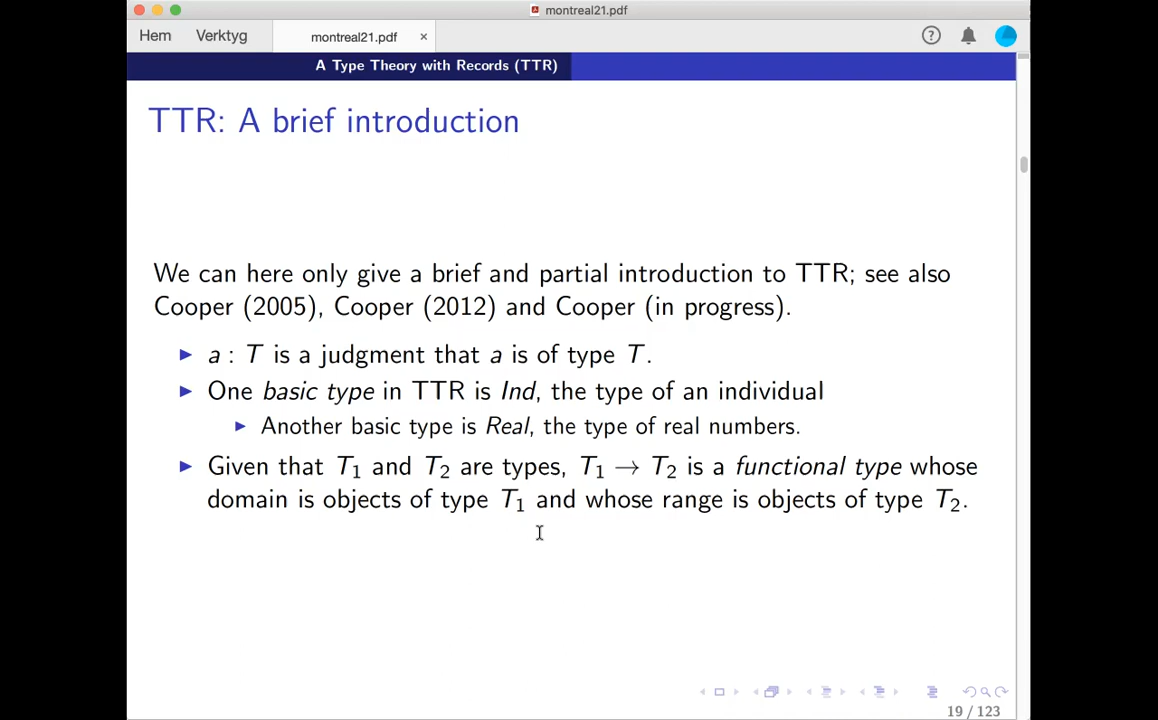 montreal21.pdf
Hem Verktyg montreal21.pdf ×
A Type Theory with Records (TTR)
TTR: A brief introduction
We can here only give a brief and partial introduction to TTR; see also
Cooper (2005), Cooper (2012) and Cooper (in progress).
▶ a : T is a judgment that a is of type T.
▶ One basic type in TTR is Ind, the type of an individual
▶ Another basic type is Real, the type of real numbers.
▶ Given that T₁ and T₂ are types, T₁ → T₂ is a functional type whose
domain is objects of type T₁ and whose range is objects of type T₂.
19 / 123